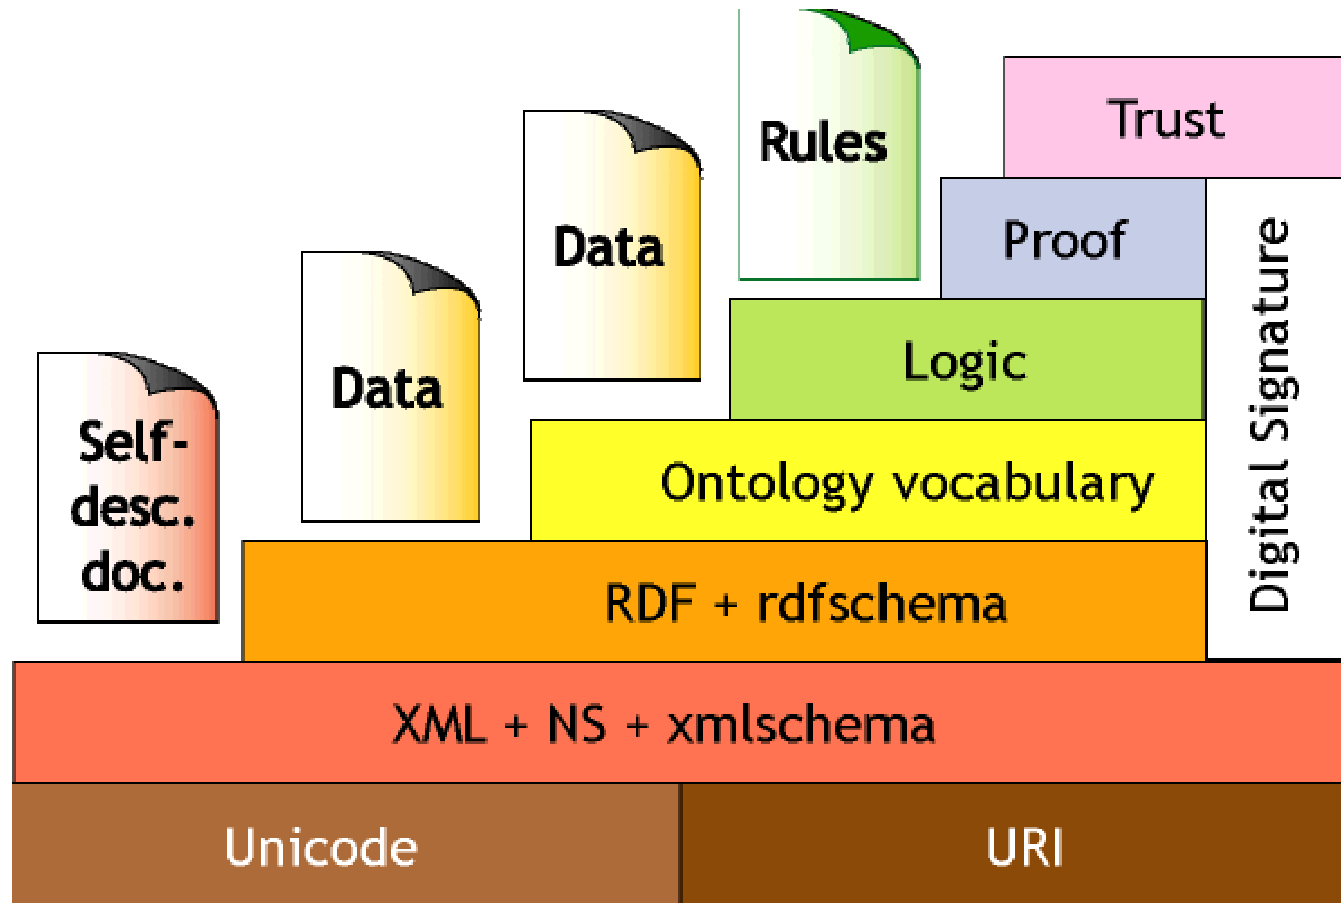 Rules
Trust
Data
Proof
Data
Logic
Self-
desc.
doc.
Ontology vocabulary
Digital Signature
RDF + rdfschema
XML + NS + xmlschema
Unicode
URI